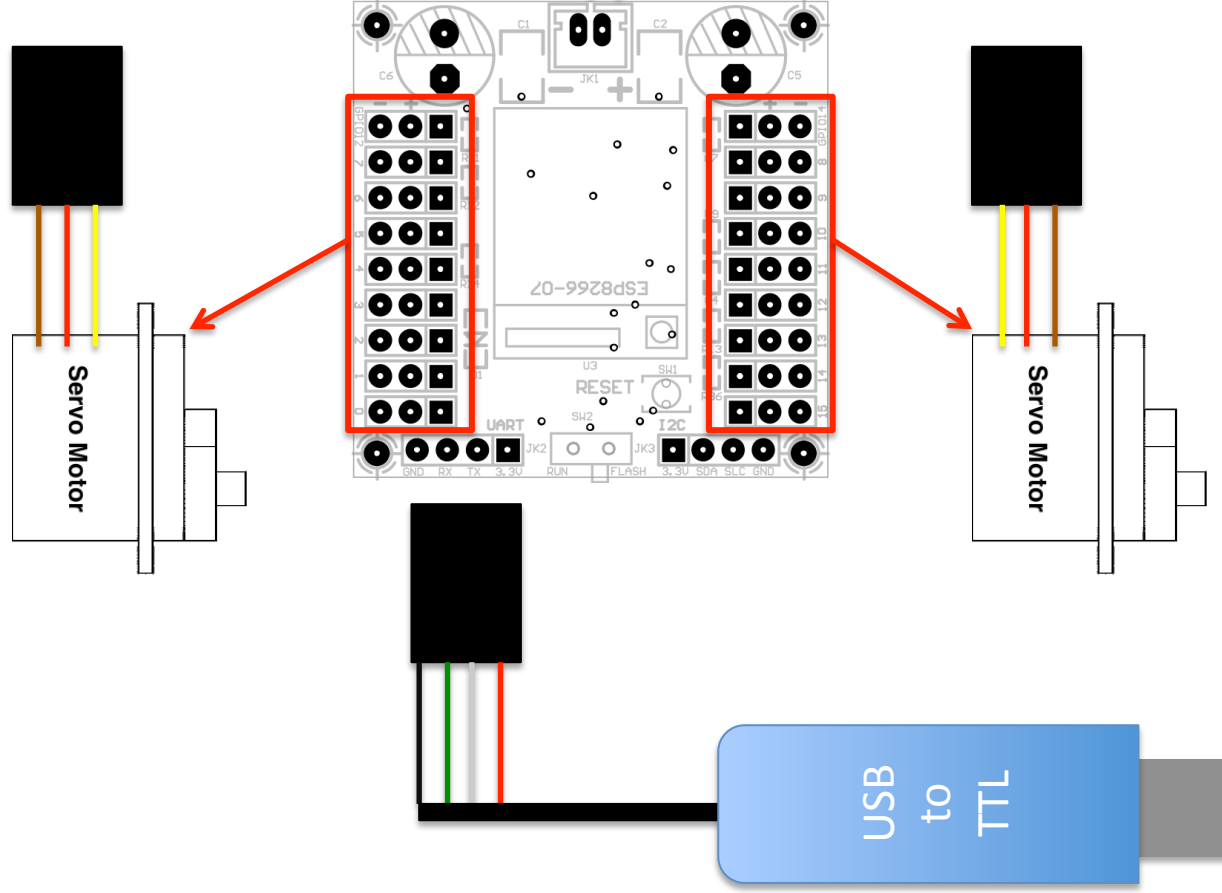 C1
C2
C6
JK1
C5
- +
+ -
- +
GPIO12
GPIO14
7
8
6
9
5
10
4
11
3
12
2
13
1
14
0
15
ESP8266-07
U3
SW1
RESET
SW2
UART
JK2
JK3
I2C
GND RX TX 3.3V
RUN
FLASH
3.3V SDA SLC GND
Servo Motor
Servo Motor
USB
to
TTL